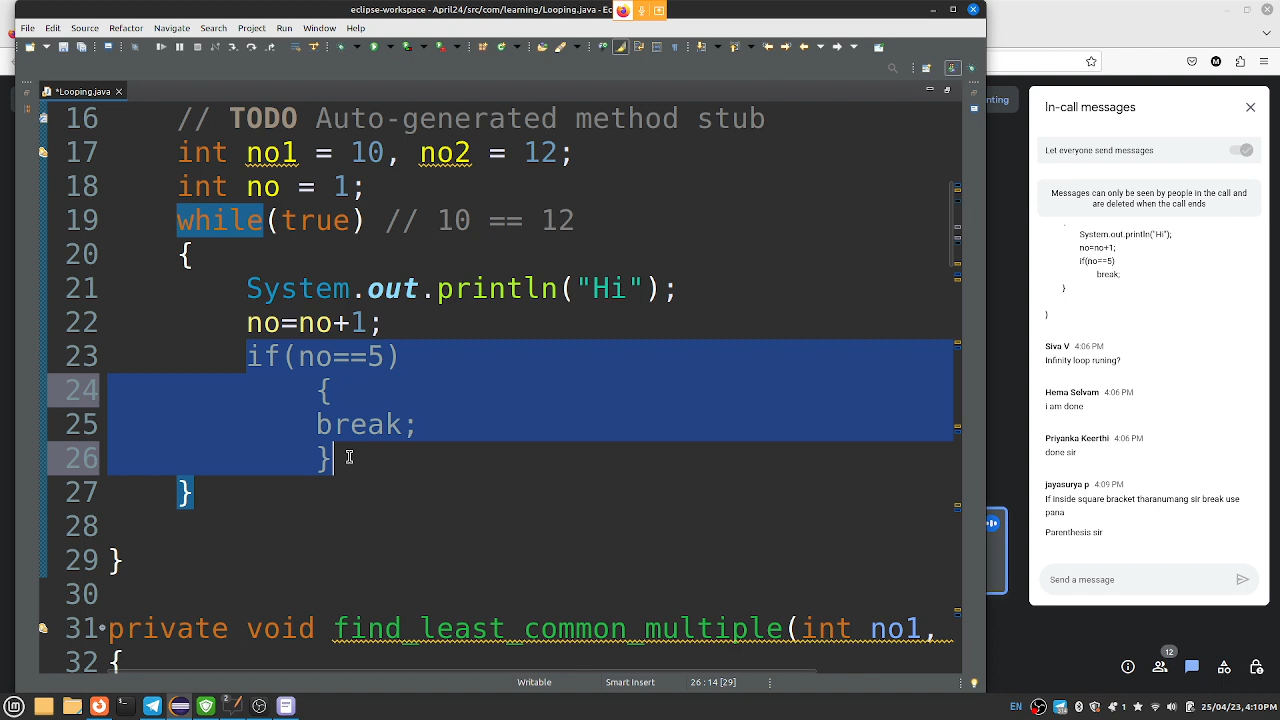 eclipse-workspace - April24/src/com/learning/Looping.java - Ec
File Edit Source Refactor Navigate Search Project Run Window Help
*Looping.java
16 // TODO Auto-generated method stub
17 int no1 = 10, no2 = 12;
18 int no = 1;
19 while(true) // 10 == 12
20 {
21 System.out.println("Hi");
22 no=no+1;
23 if(no==5)
24 {
25 break;
26 }
27 }
28
29 }
30
31 private void find_least_common_multiple(int no1,
32 {
Writable Smart Insert 26 : 14 [29]
nting
In-call messages
Let everyone send messages
Messages can only be seen by people in the call and
are deleted when the call ends
System.out.println("Hi");
no=no+1;
if(no==5)
break;
}
}
Siva V 4:06 PM
Infinity loop runing?
Hema Selvam 4:06 PM
i am done
Priyanka Keerthi 4:06 PM
done sir
jayasurya p 4:09 PM
If inside square bracket tharanumang sir break use
pana
Parenthesis sir
Send a message
12
EN 25/04/23, 4:10PM